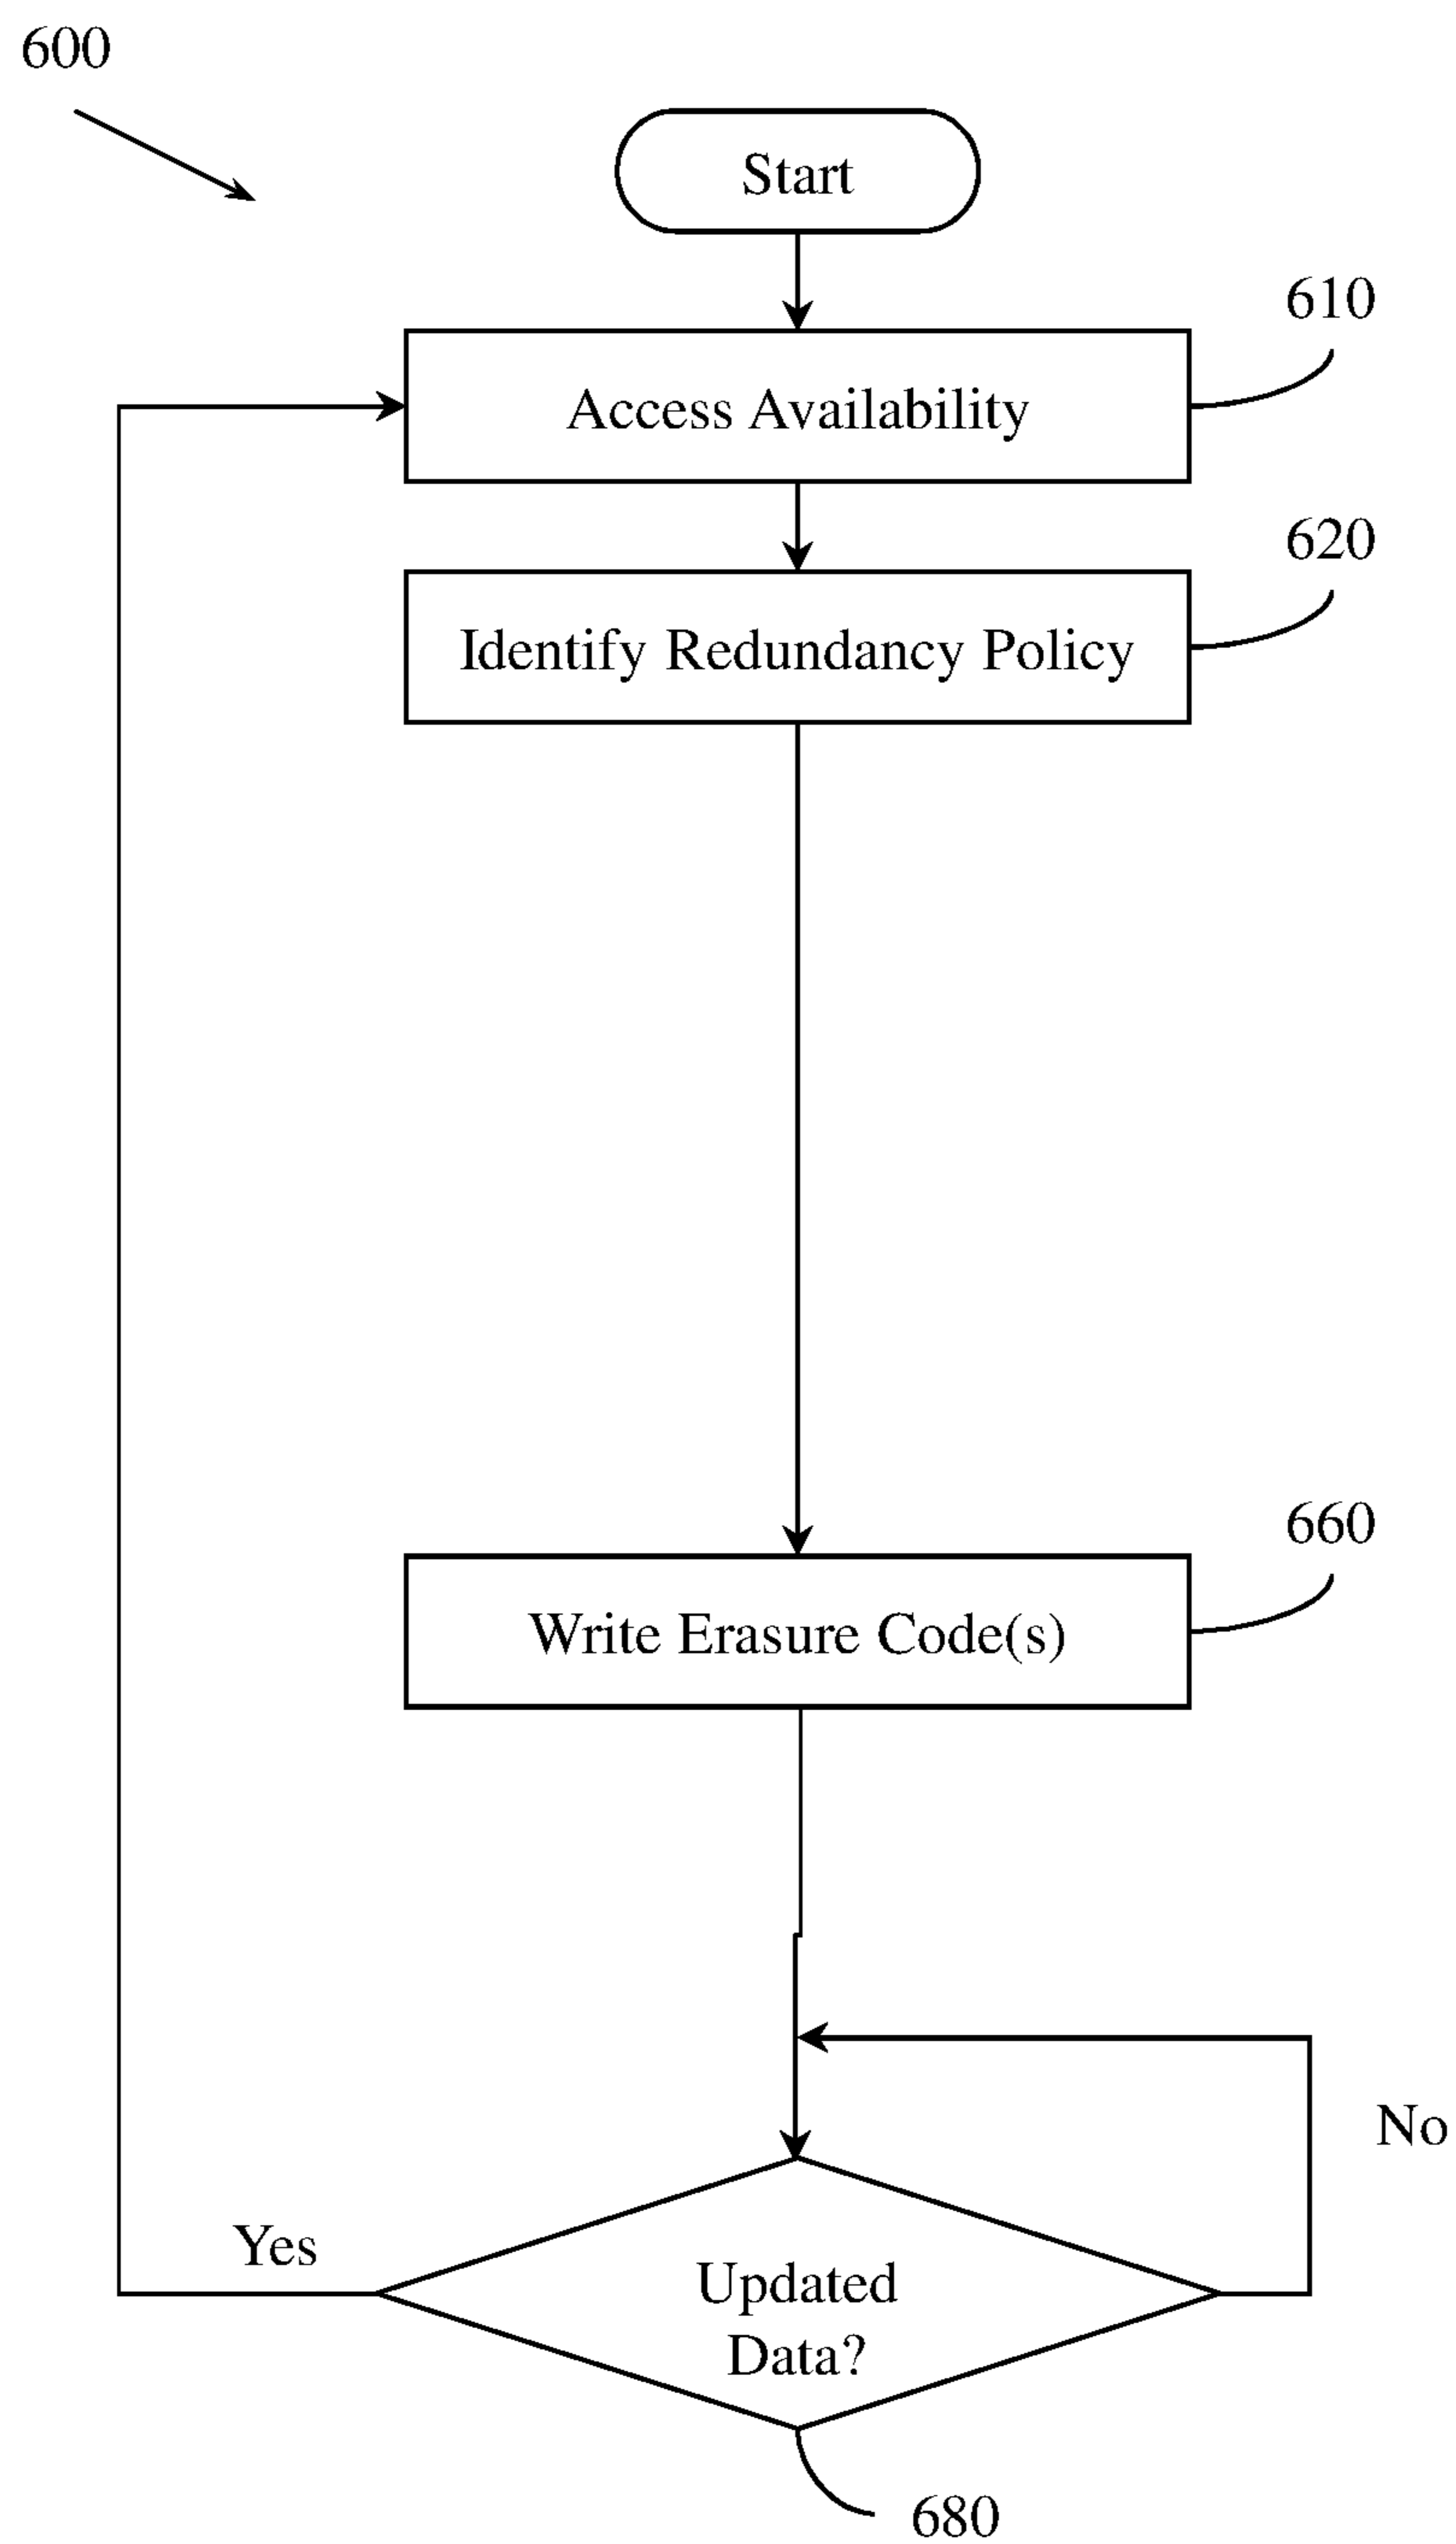 600
Start
610
Access Availability
620
Identify Redundancy Policy
660
Write Erasure Code(s)
No
Yes
Updated
Data?
680